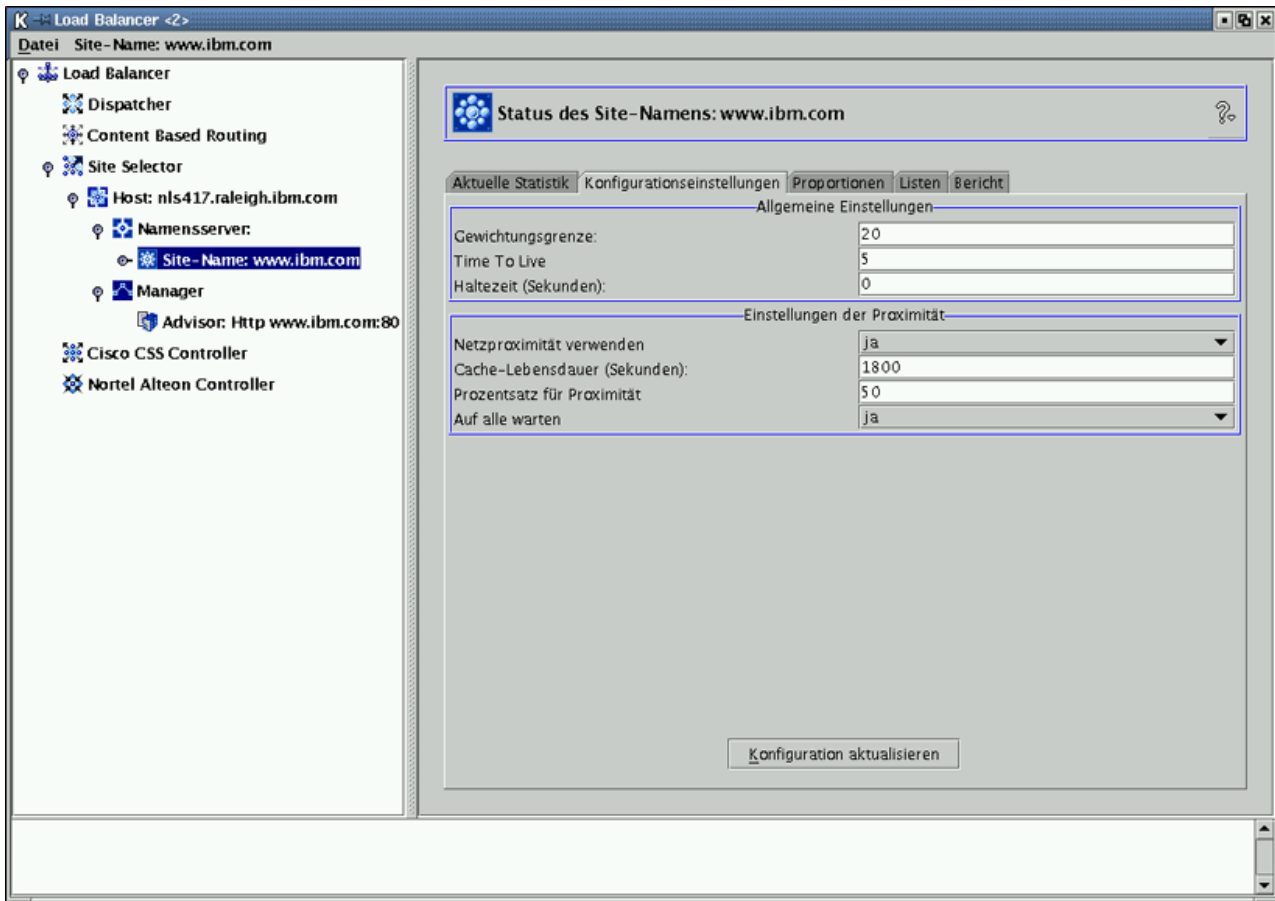 Load Balancer <2>
Datei Site-Name: www.ibm.com
Load Balancer
Dispatcher
Content Based Routing
Site Selector
Host: nls417.raleigh.ibm.com
Namensserver:
Site-Name: www.ibm.com
Manager
Advisor: Http www.ibm.com:80
Cisco CSS Controller
Nortel Alteon Controller
Status des Site-Namens: www.ibm.com
?
Aktuelle Statistik Konfigurationseinstellungen Proportionen Listen Bericht
Allgemeine Einstellungen
Gewichtungsgrenze: 20
Time To Live 5
Haltezeit (Sekunden): 0
Einstellungen der Proximität
Netzproximität verwenden ja
Cache-Lebensdauer (Sekunden): 1800
Prozentsatz für Proximität 50
Auf alle warten ja
Konfiguration aktualisieren